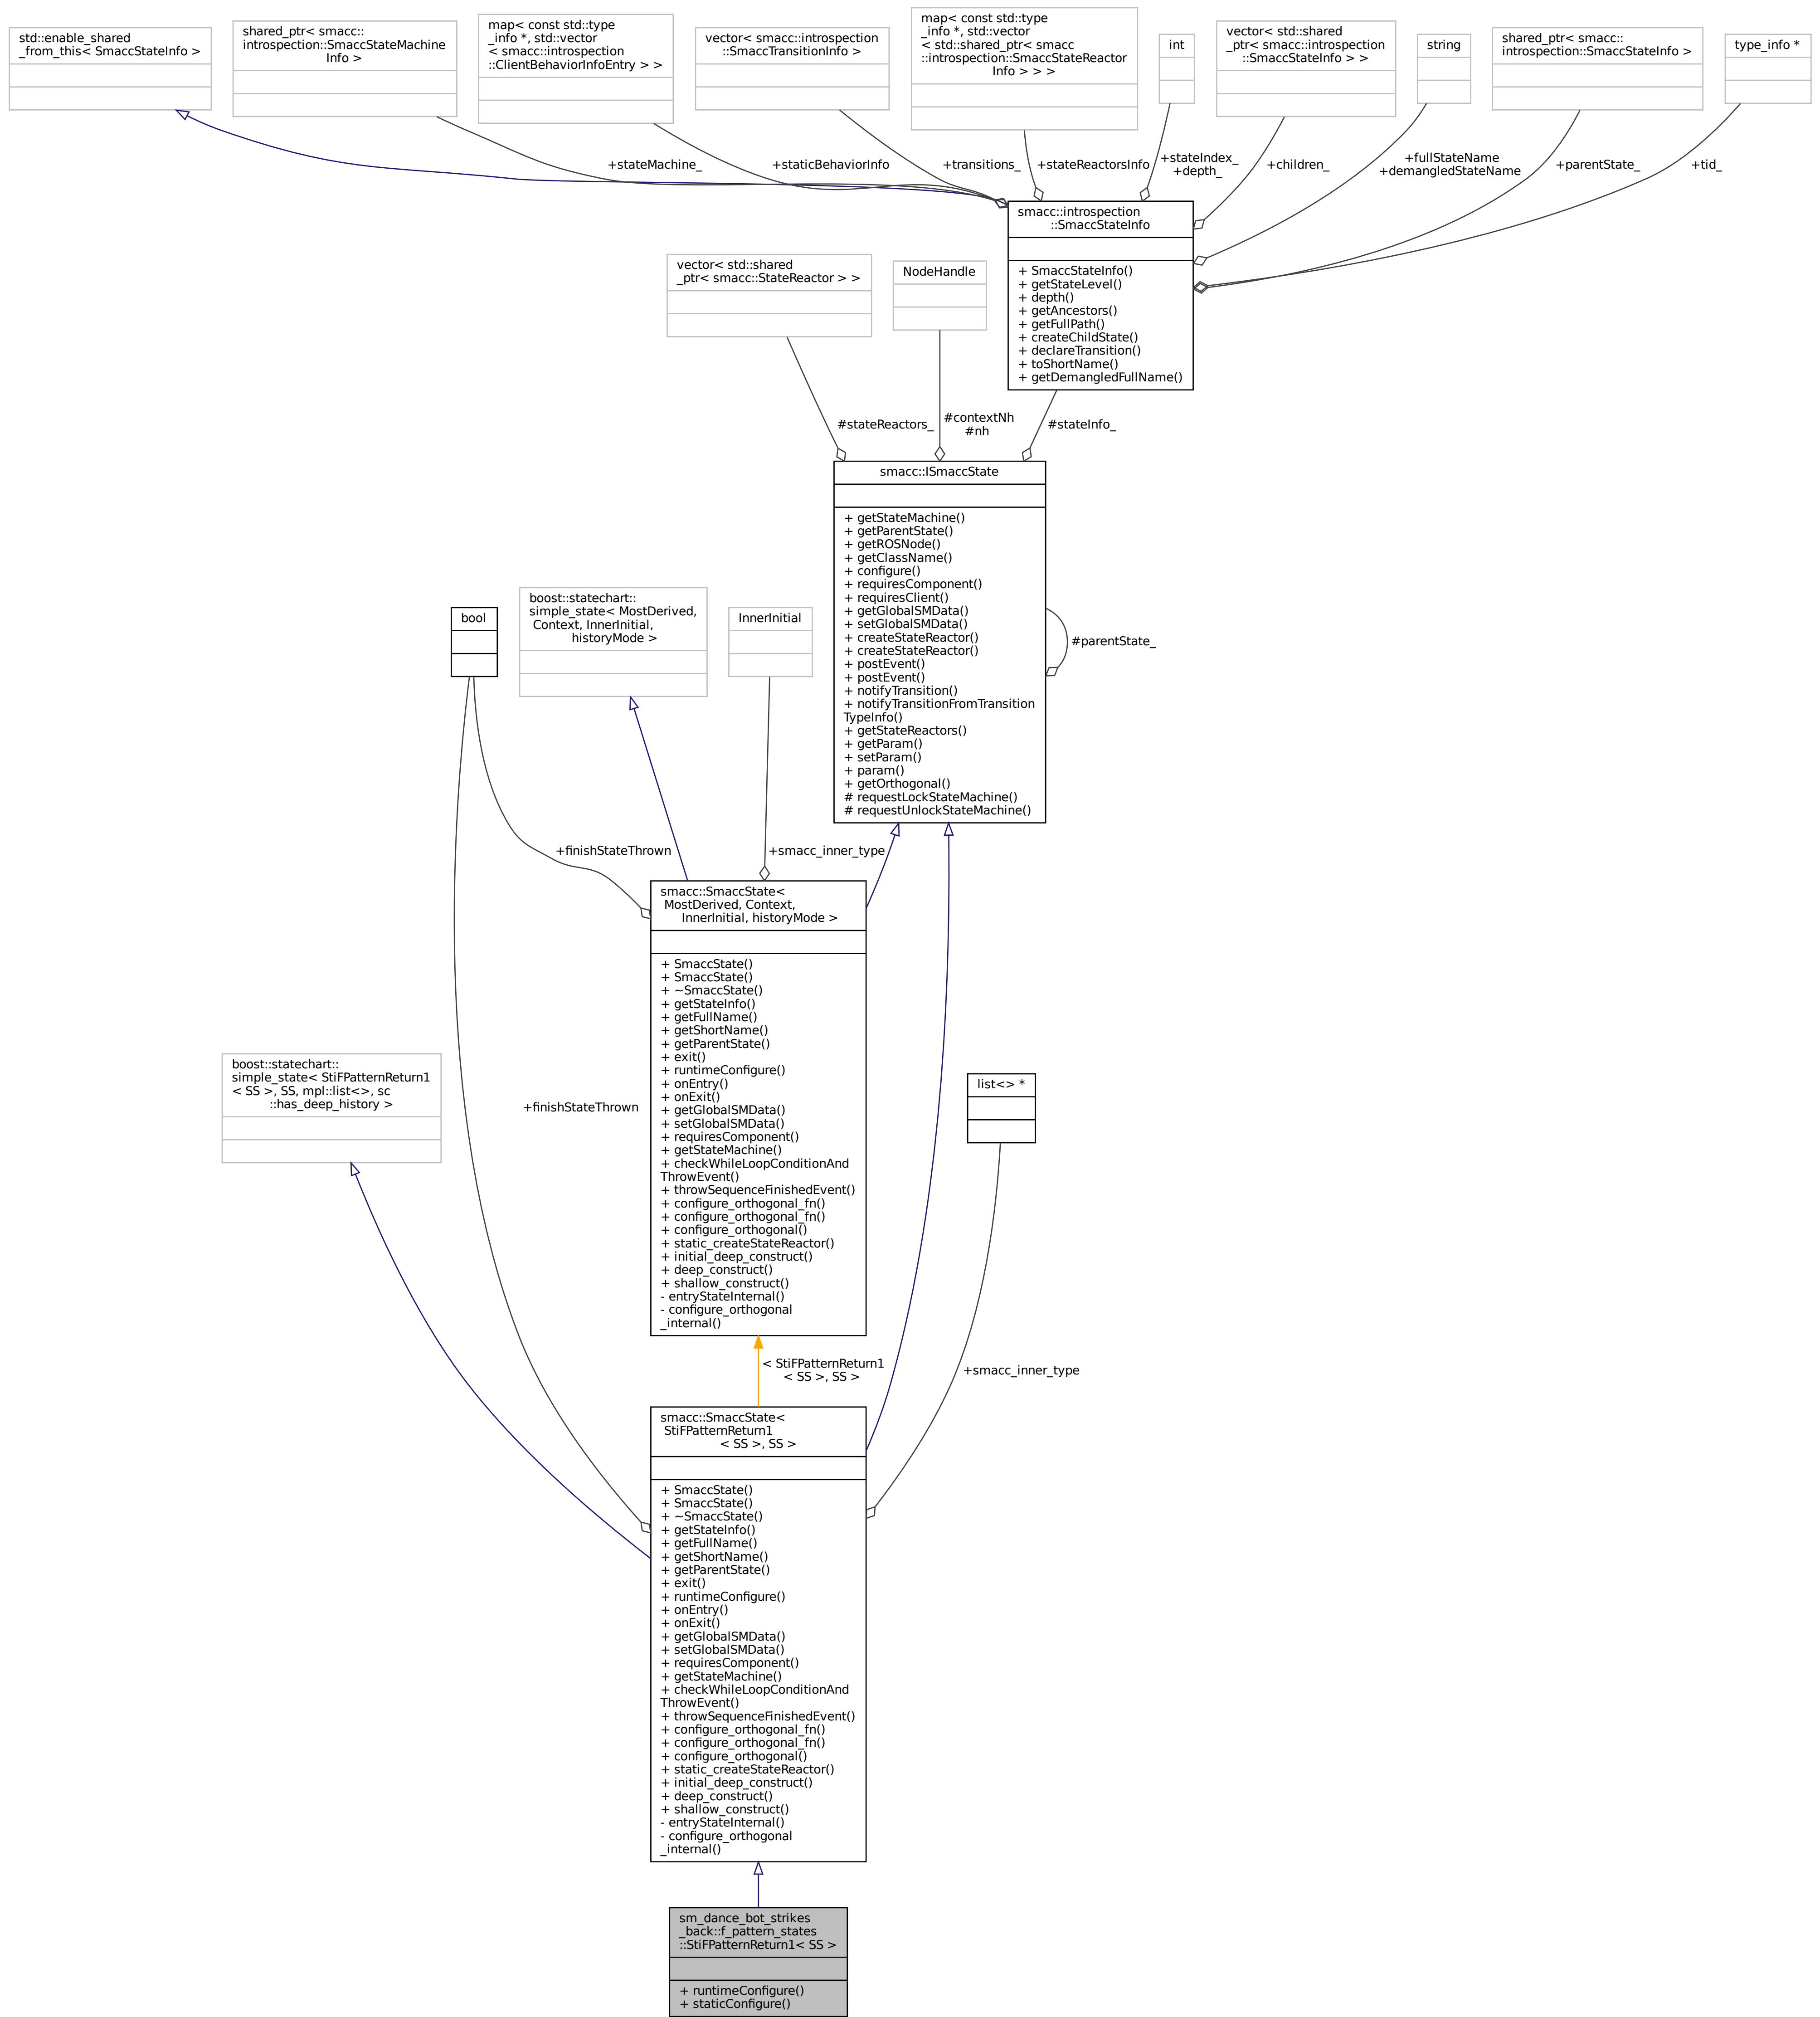 std::enable_shared
_from_this< SmaccStateInfo >
shared_ptr< smacc::
introspection::SmaccStateMachine
Info >
map< const std::type
_info *, std::vector
< smacc::introspection
::ClientBehaviorInfoEntry > >
vector< smacc::introspection
::SmaccTransitionInfo >
map< const std::type
_info *, std::vector
< std::shared_ptr< smacc
::introspection::SmaccStateReactor
Info > > >
int
vector< std::shared
_ptr< smacc::introspection
::SmaccStateInfo > >
string
shared_ptr< smacc::
introspection::SmaccStateInfo >
type_info *
+stateMachine_
+staticBehaviorInfo
+transitions_
+stateReactorsInfo
+stateIndex_
+depth_
+children_
+fullStateName
+demangledStateName
+parentState_
+tid_
smacc::introspection
::SmaccStateInfo
+ SmaccStateInfo()
+ getStateLevel()
+ depth()
+ getAncestors()
+ getFullPath()
+ createChildState()
+ declareTransition()
+ toShortName()
+ getDemangledFullName()
vector< std::shared
_ptr< smacc::StateReactor > >
NodeHandle
#stateReactors_
#contextNh
#nh
#stateInfo_
smacc::ISmaccState
+ getStateMachine()
+ getParentState()
+ getROSNode()
+ getClassName()
+ configure()
+ requiresComponent()
+ requiresClient()
+ getGlobalSMData()
+ setGlobalSMData()
+ createStateReactor()
+ createStateReactor()
+ postEvent()
+ postEvent()
+ notifyTransition()
+ notifyTransitionFromTransition
TypeInfo()
+ getStateReactors()
+ getParam()
+ setParam()
+ param()
+ getOrthogonal()
# requestLockStateMachine()
# requestUnlockStateMachine()
#parentState_
bool
boost::statechart::
simple_state< MostDerived,
Context, InnerInitial,
historyMode >
InnerInitial
+finishStateThrown
+smacc_inner_type
smacc::SmaccState<
MostDerived, Context,
InnerInitial, historyMode >
+ SmaccState()
+ SmaccState()
+ ~SmaccState()
+ getStateInfo()
+ getFullName()
+ getShortName()
+ getParentState()
+ exit()
+ runtimeConfigure()
+ onEntry()
+ onExit()
+ getGlobalSMData()
+ setGlobalSMData()
+ requiresComponent()
+ getStateMachine()
+ checkWhileLoopConditionAnd
ThrowEvent()
+ throwSequenceFinishedEvent()
+ configure_orthogonal_fn()
+ configure_orthogonal_fn()
+ configure_orthogonal()
+ static_createStateReactor()
+ initial_deep_construct()
+ deep_construct()
+ shallow_construct()
- entryStateInternal()
- configure_orthogonal
_internal()
boost::statechart::
simple_state< StiFPatternReturn1
< SS >, SS, mpl::list<>, sc
::has_deep_history >
+finishStateThrown
list<> *
< StiFPatternReturn1
< SS >, SS >
+smacc_inner_type
smacc::SmaccState<
StiFPatternReturn1
< SS >, SS >
+ SmaccState()
+ SmaccState()
+ ~SmaccState()
+ getStateInfo()
+ getFullName()
+ getShortName()
+ getParentState()
+ exit()
+ runtimeConfigure()
+ onEntry()
+ onExit()
+ getGlobalSMData()
+ setGlobalSMData()
+ requiresComponent()
+ getStateMachine()
+ checkWhileLoopConditionAnd
ThrowEvent()
+ throwSequenceFinishedEvent()
+ configure_orthogonal_fn()
+ configure_orthogonal_fn()
+ configure_orthogonal()
+ static_createStateReactor()
+ initial_deep_construct()
+ deep_construct()
+ shallow_construct()
- entryStateInternal()
- configure_orthogonal
_internal()
sm_dance_bot_strikes
_back::f_pattern_states
::StiFPatternReturn1< SS >
+ runtimeConfigure()
+ staticConfigure()